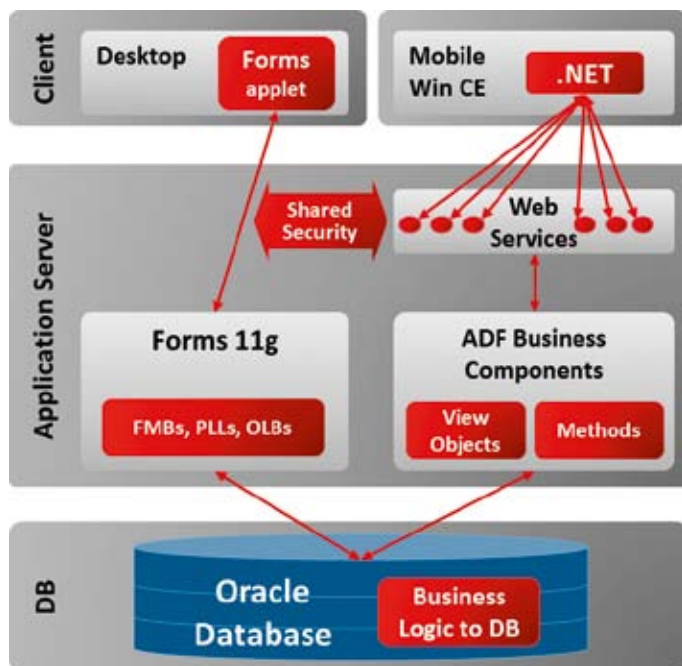 Client
Desktop
Forms
applet
Mobile
Win CE
.NET
Application Server
Shared
Security
Web
Services
Forms 11g
FMBs, PLLs, OLBs
ADF Business
Components
View
Objects
Methods
DB
Oracle
Database
Business
Logic to DB